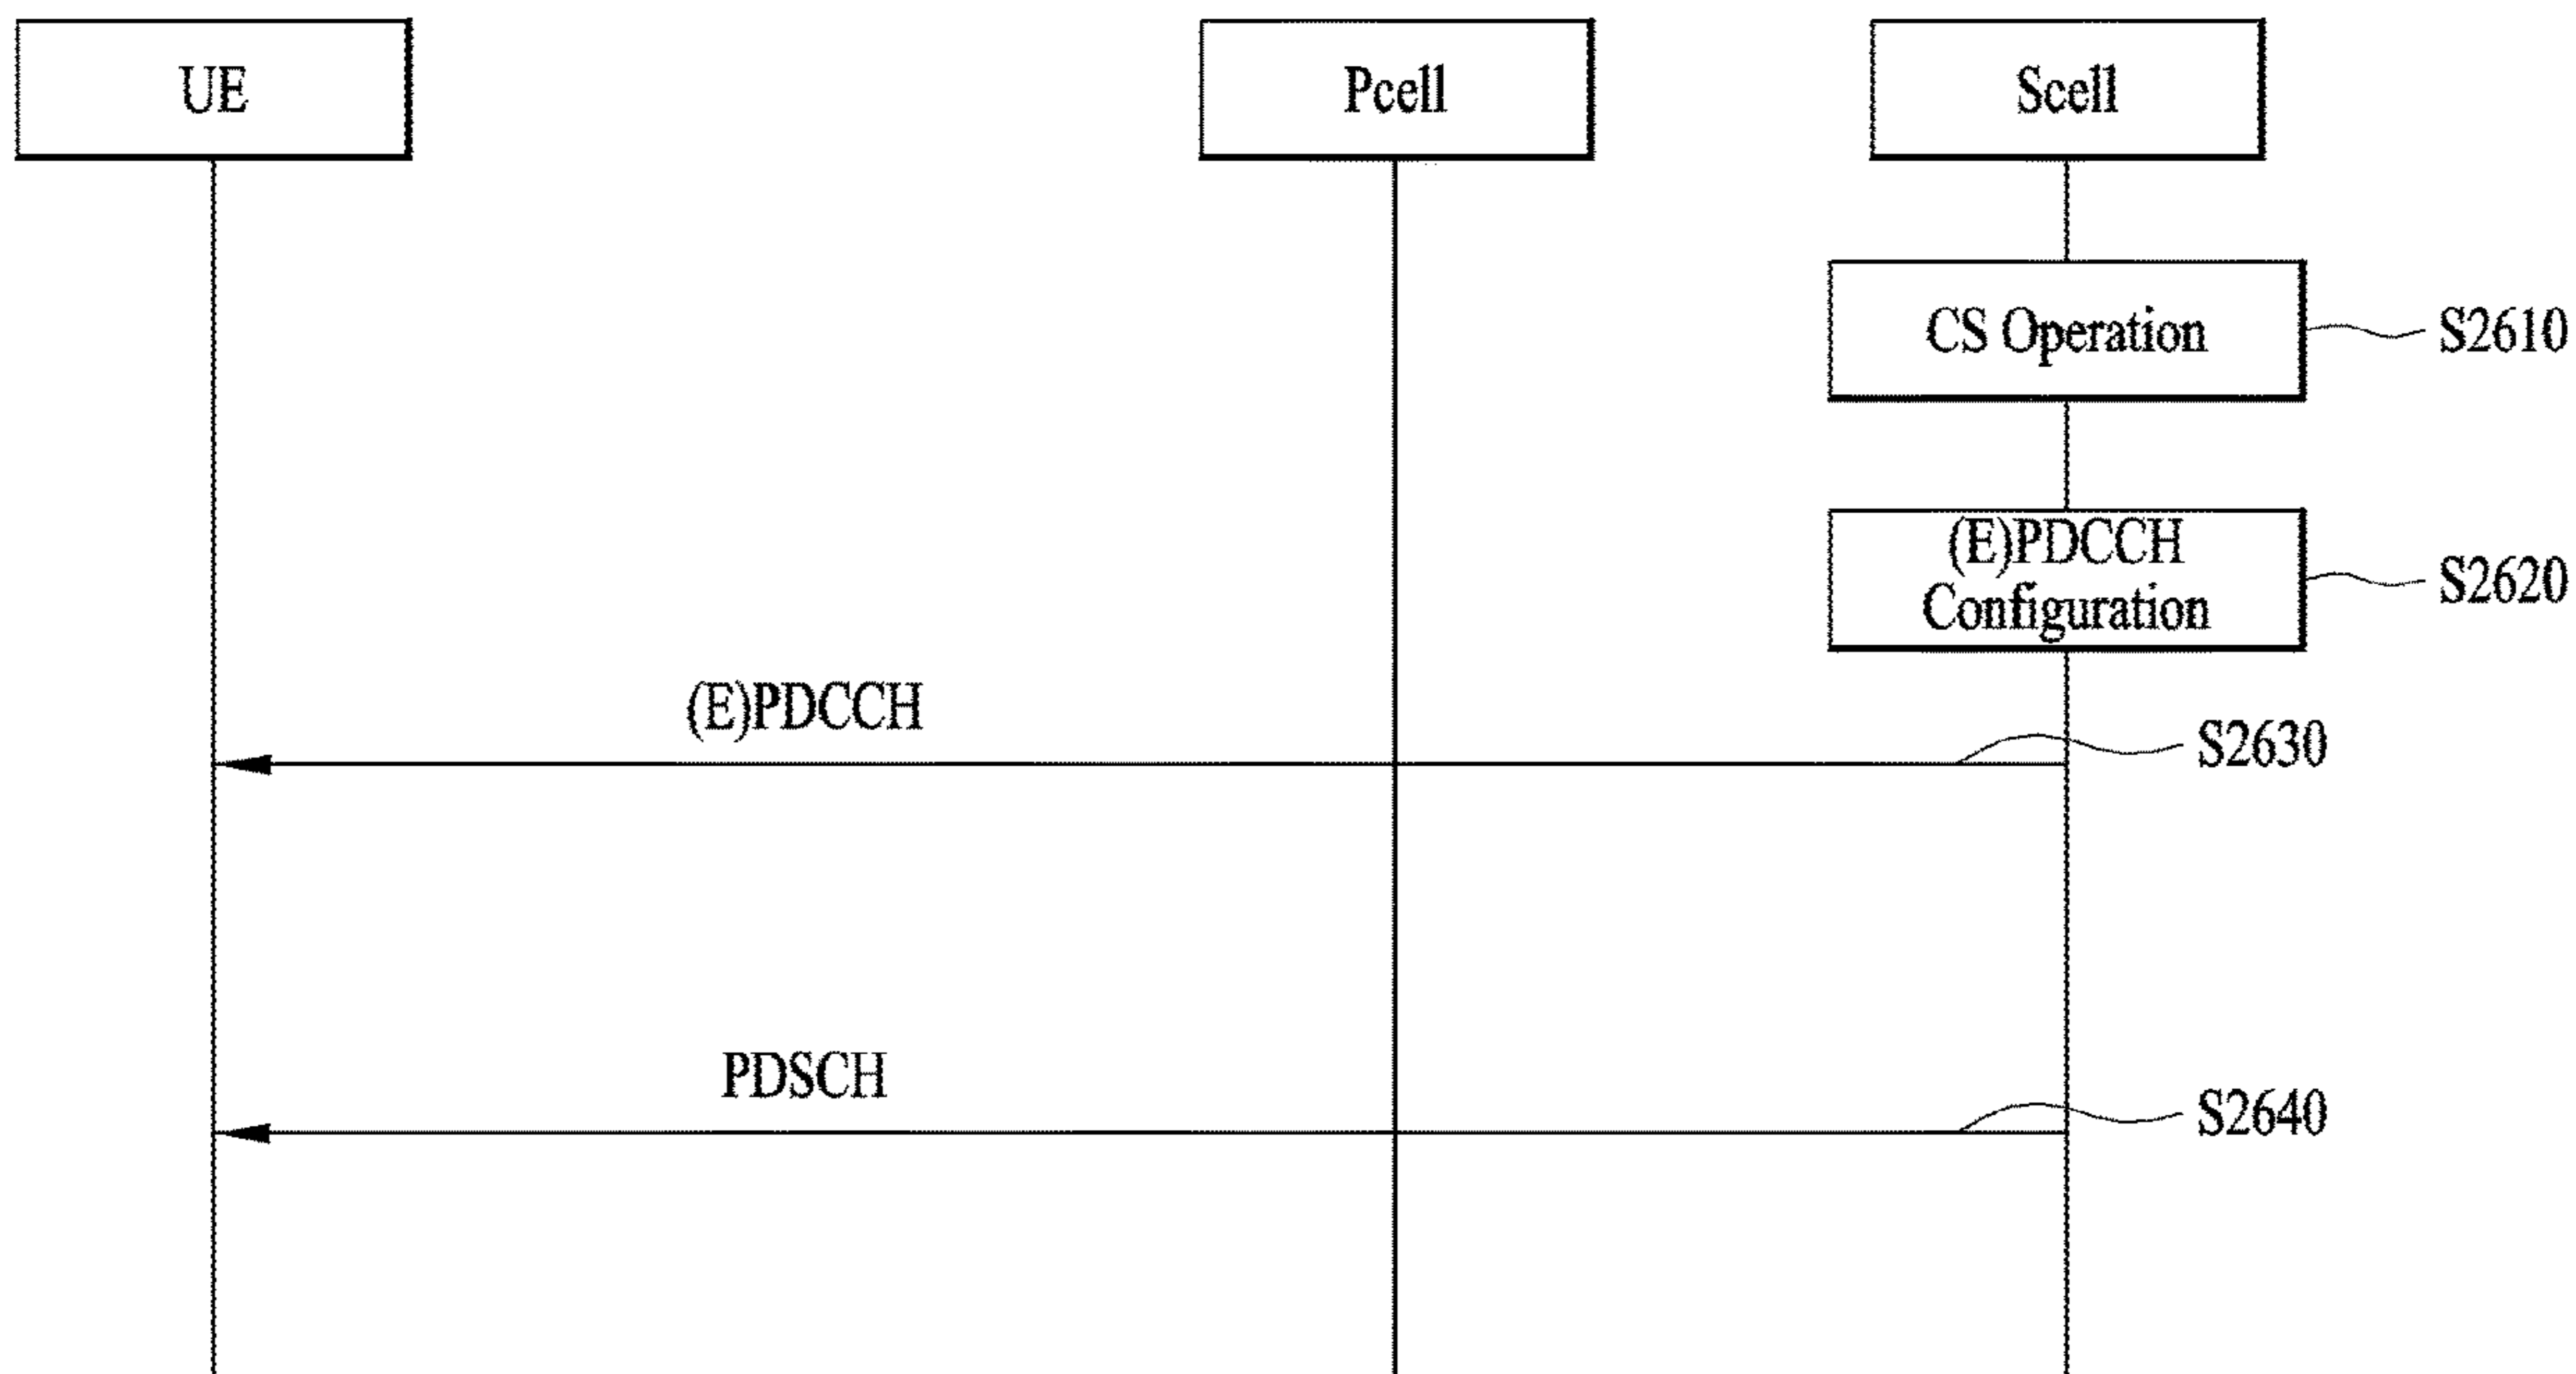 UE
Pcell
Scell
CS Operation
S2610
(E)PDCCH
Configuration
S2620
(E)PDCCH
S2630
PDSCH
S2640